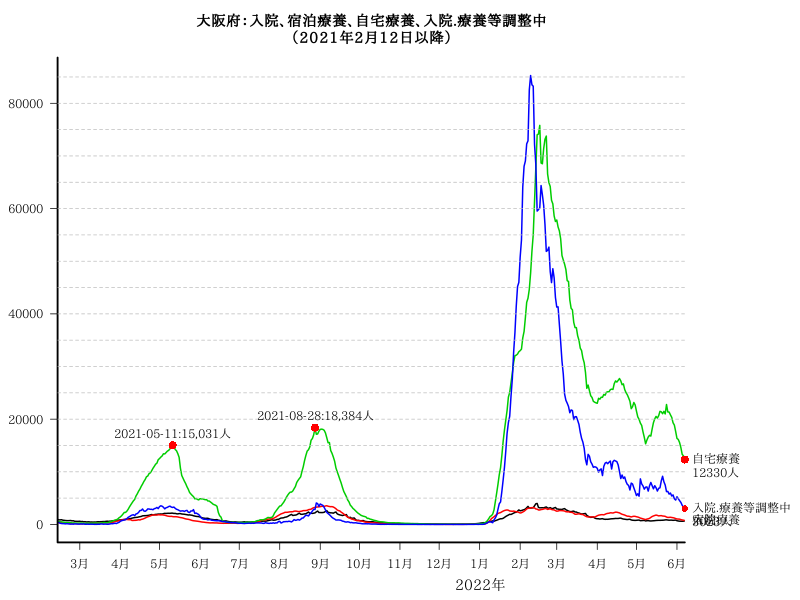 大阪府：入院、宿泊療養、自宅療養、入院.療養等調整中
（2021年2月12日以降）
80000
60000
40000
20000
0
2021-05-11:15,031人
2021-08-28:18,384人
自宅療養
12330人
入院.療養等調整中
3月
4月
5月
6月
7月
8月
9月
10月
11月
12月
1月
2月
3月
4月
5月
6月
2022年